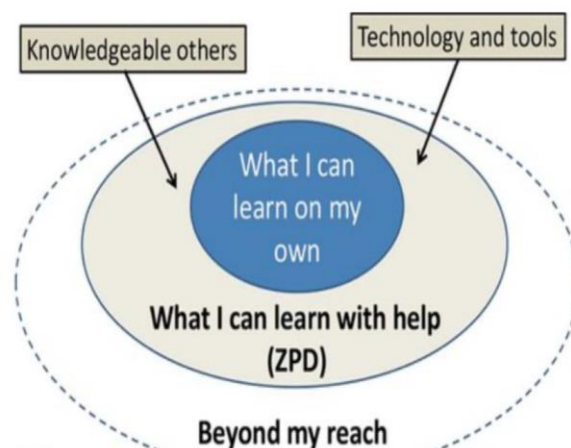 Knowledgeable others
Technology and tools
What I can
learn on my
own
What I can learn with help
(ZPD)
Beyond my reach